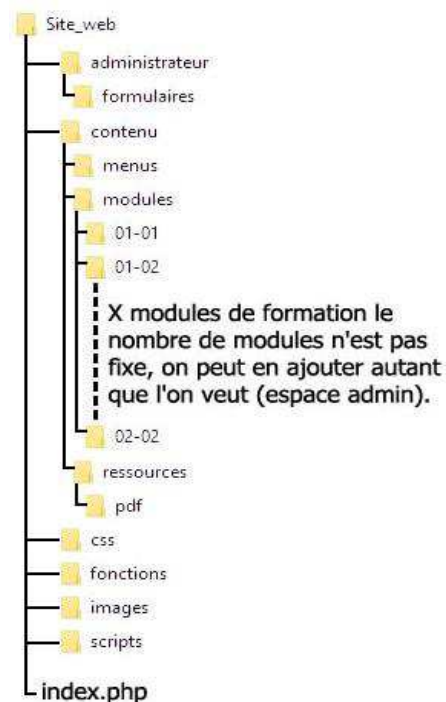 Site_web
administrateur
formulaires
contenu
menus
modules
01-01
01-02
X modules de formation le
nombre de modules n'est pas
fixe, on peut en ajouter autant
que l'on veut (espace admin).
02-02
ressources
pdf
css
fonctions
images
scripts
index.php